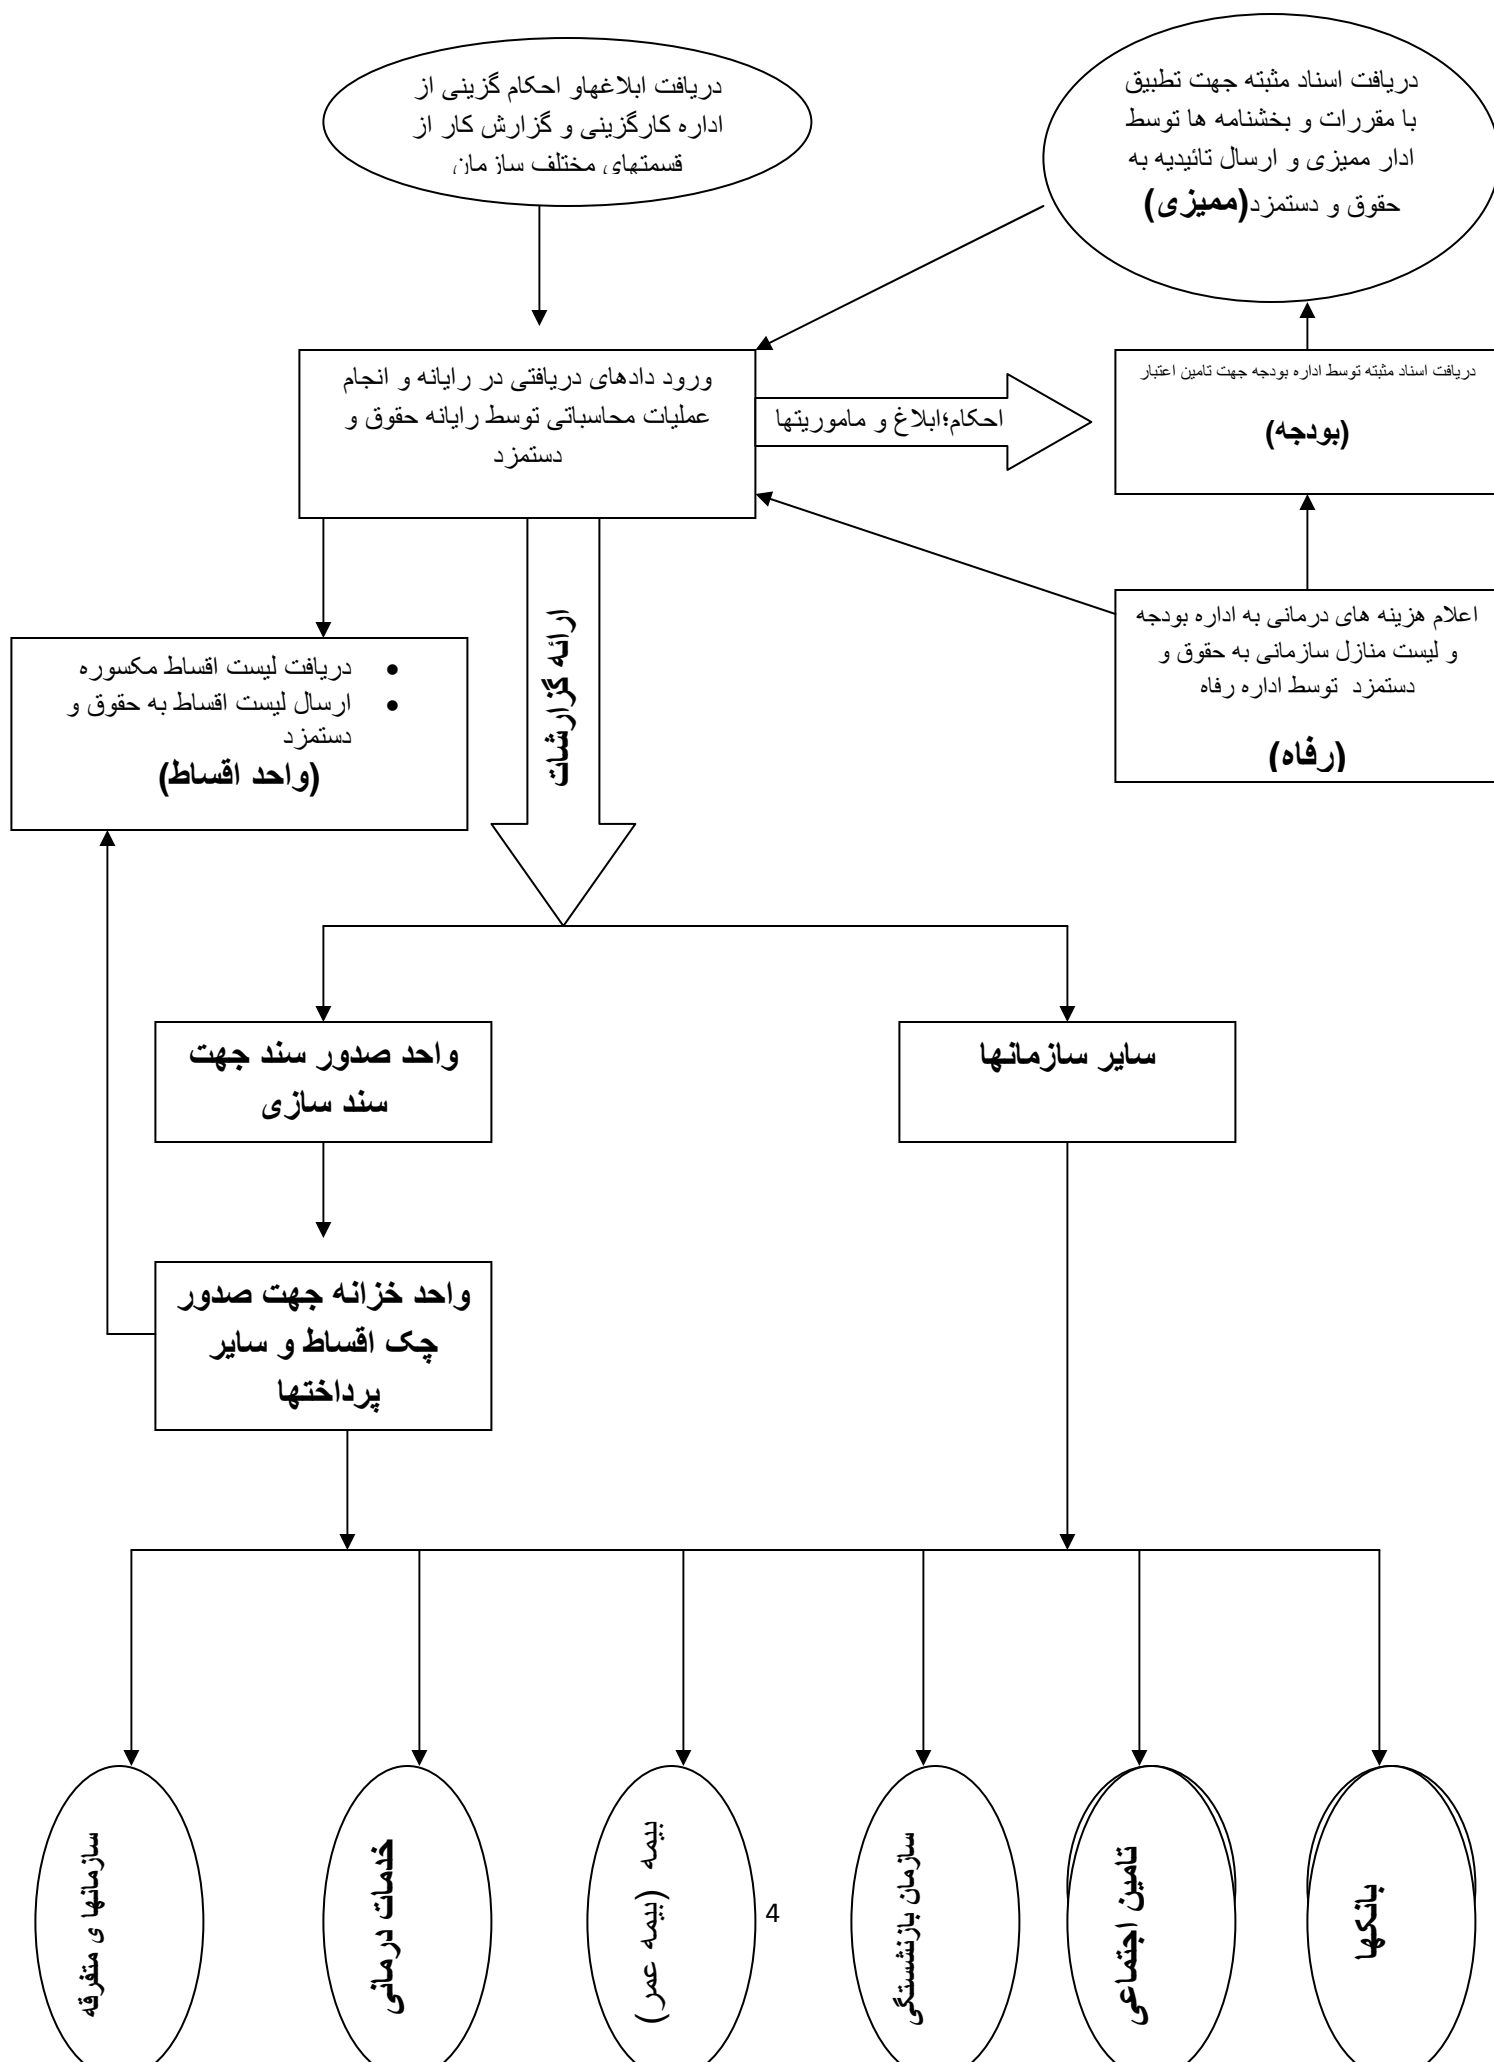 دریافت ابلاغهاو احکام گزینی از
اداره کارگزینی و گزارش کار از
قسمتهای مختلف سازمان
دریافت اسناد مثبته جهت تطبیق
با مقررات و بخشنامه ها توسط
ادار ممیزی و ارسال تائیدیه به
حقوق و دستمزد(ممیزی)
ورود دادهای دریافتی در رایانه و انجام
عملیات محاسباتی توسط رایانه حقوق و
دستمزد
احکام؛ابلاغ و ماموریتها
دریافت اسناد مثبته توسط اداره بودجه جهت تامین اعتبار
(بودجه)
اعلام هزینه های درمانی به اداره بودجه
و لیست منازل سازمانی به حقوق و
دستمزد توسط اداره رفاه
(رفاه)
ارائه گزارشات
• دریافت لیست اقساط مکسوره
• ارسال لیست اقساط به حقوق و
دستمزد
(واحد اقساط)
سایر سازمانها
واحد صدور سند جهت
سند سازی
واحد خزانه جهت صدور
چک اقساط و سایر
پرداختها
بانکها
تامین اجتماعی
سازمان بازنشستگی
بیمه (بیمه عمر)
خدمات درمانی
سازمانها ی متفرقه
4